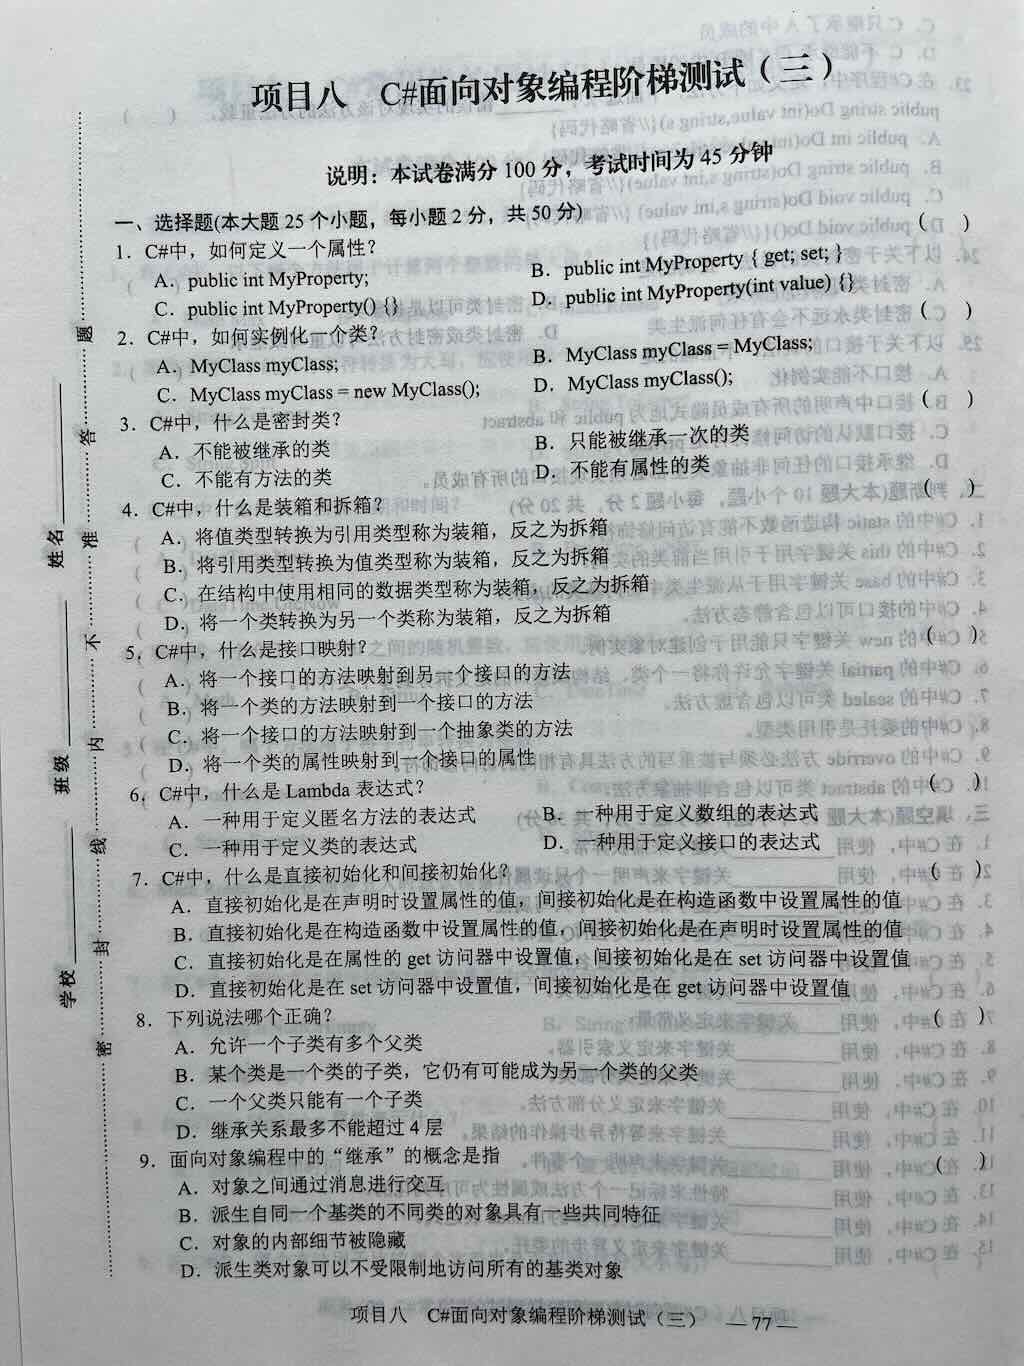 项目八 C#面向对象编程阶梯测试(三)
说明:本试卷满分 100 分,考试时间为 45 分钟
一、选择题(本大题 25 个小题,每小题 2 分,共 50 分)
1. C#中,如何定义一个属性? ( )
A. public int MyProperty; B. public int MyProperty { get; set; }
C. public int MyProperty() {} D. public int MyProperty(int value) {}
2. C#中,如何实例化一个类? ( )
A. MyClass myClass; B. MyClass myClass = MyClass;
C. MyClass myClass = new MyClass(); D. MyClass myClass();
3. C#中,什么是密封类? ( )
A. 不能被继承的类 B. 只能被继承一次的类
C. 不能有方法的类 D. 不能有属性的类
4. C#中,什么是装箱和拆箱? ( )
A. 将值类型转换为引用类型称为装箱,反之为拆箱
B. 将引用类型转换为值类型称为装箱,反之为拆箱
C. 在结构中使用相同的数据类型称为装箱,反之为拆箱
D. 将一个类转换为另一个类称为装箱,反之为拆箱
5. C#中,什么是接口映射? ( )
A. 将一个接口的方法映射到另一个接口的方法
B. 将一个类的方法映射到一个接口的方法
C. 将一个接口的方法映射到一个抽象类的方法
D. 将一个类的属性映射到一个接口的属性
6. C#中,什么是 Lambda 表达式? ( )
A. 一种用于定义匿名方法的表达式 B. 一种用于定义数组的表达式
C. 一种用于定义类的表达式 D. 一种用于定义接口的表达式
7. C#中,什么是直接初始化和间接初始化? ( )
A. 直接初始化是在声明时设置属性的值,间接初始化是在构造函数中设置属性的值
B. 直接初始化是在构造函数中设置属性的值,间接初始化是在声明时设置属性的值
C. 直接初始化是在属性的 get 访问器中设置值,间接初始化是在 set 访问器中设置值
D. 直接初始化是在 set 访问器中设置值,间接初始化是在 get 访问器中设置值
8. 下列说法哪个正确? ( )
A. 允许一个子类有多个父类
B. 某个类是一个类的子类,它仍有可能成为另一个类的父类
C. 一个父类只能有一个子类
D. 继承关系最多不能超过 4 层
9. 面向对象编程中的“继承”的概念是指 ( )
A. 对象之间通过消息进行交互
B. 派生自同一个基类的不同类的对象具有一些共同特征
C. 对象的内部细节被隐藏
D. 派生类对象可以不受限制地访问所有的基类对象
项目八 C#面向对象编程阶梯测试(三) — 77 —
学校 班级 姓名
密 封 线 内 不 准 答 题